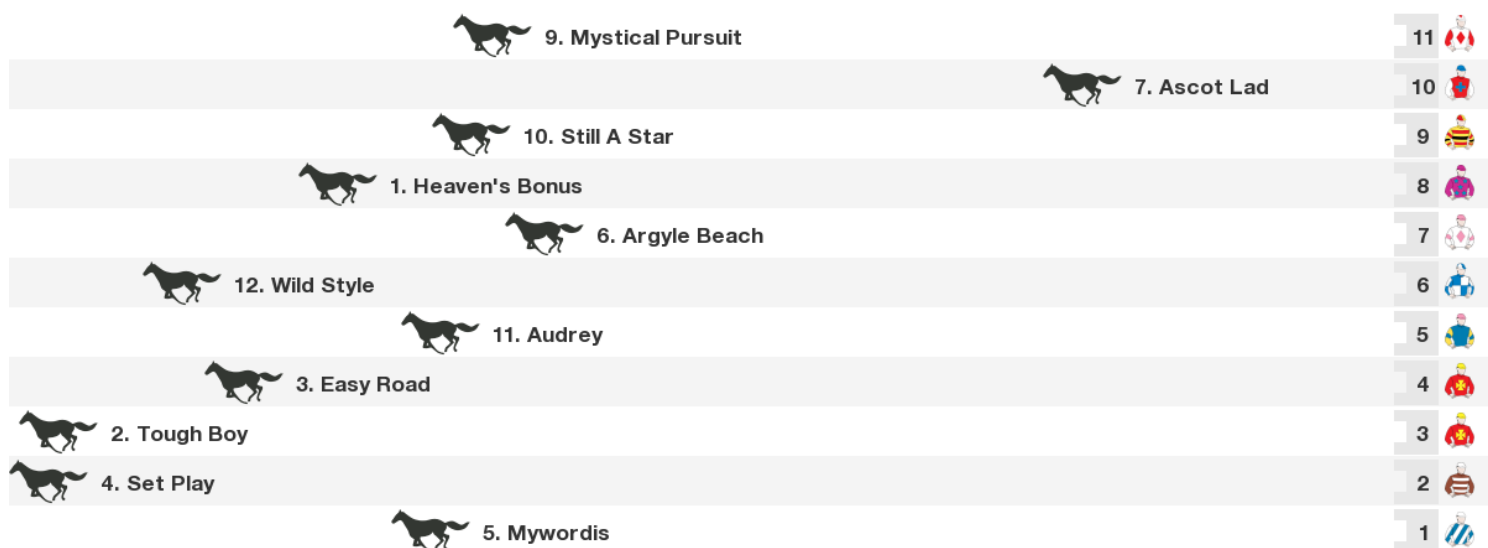 9. Mystical Pursuit 11
7. Ascot Lad 10
10. Still A Star 9
1. Heaven's Bonus 8
6. Argyle Beach 7
12. Wild Style 6
11. Audrey 5
3. Easy Road 4
2. Tough Boy 3
4. Set Play 2
5. Mywordis 1